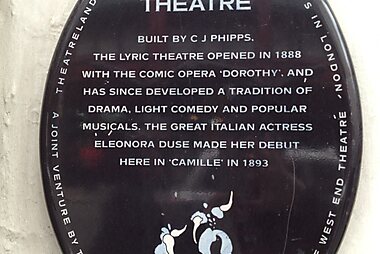 THEATRE
BUILT BY C J PHIPPS,
THE LYRIC THEATRE OPENED IN 1888
WITH THE COMIC OPERA 'DOROTHY', AND
HAS SINCE DEVELOPED A TRADITION OF
DRAMA, LIGHT COMEDY AND POPULAR
MUSICALS. THE GREAT ITALIAN ACTRESS
ELEONORA DUSE MADE HER DEBUT
HERE IN 'CAMILLE' IN 1893
A JOINT VENTURE BY
THEATRELAND
IN LONDON
WEST END THEATRE